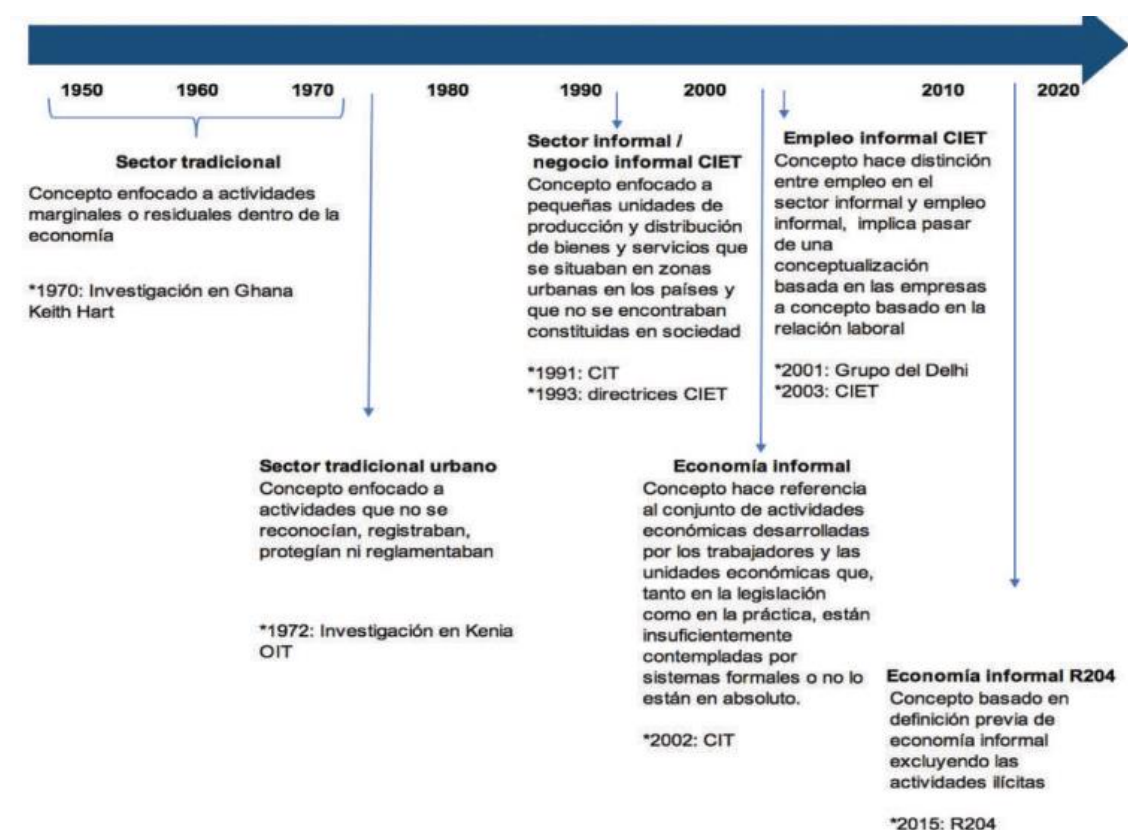 1950 1960 1970 1980 1990 2000 2010 2020
Sector tradicional
Concepto enfocado a actividades
marginales o residuales dentro de la
economía
*1970: Investigación en Ghana
Keith Hart
Sector tradicional urbano
Concepto enfocado a
actividades que no se
reconocían, registraban,
protegían ni reglamentaban
*1972: Investigación en Kenia
OIT
Sector informal /
negocio informal CIET
Concepto enfocado a
pequeñas unidades de
producción y distribución
de bienes y servicios que
se situaban en zonas
urbanas en los países y
que no se encontraban
constituidas en sociedad
*1991: CIT
*1993: directrices CIET
Economía informal
Concepto hace referencia
al conjunto de actividades
económicas desarrolladas
por los trabajadores y las
unidades económicas que,
tanto en la legislación
como en la práctica, están
insuficientemente
contempladas por
sistemas formales o no lo
están en absoluto.
*2002: CIT
Empleo informal CIET
Concepto hace distinción
entre empleo en el
sector informal y empleo
informal, implica pasar
de una
conceptualización
basada en las empresas
a concepto basado en la
relación laboral
*2001: Grupo del Delhi
*2003: CIET
Economía informal R204
Concepto basado en
definición previa de
economía informal
excluyendo las
actividades ilícitas
*2015: R204